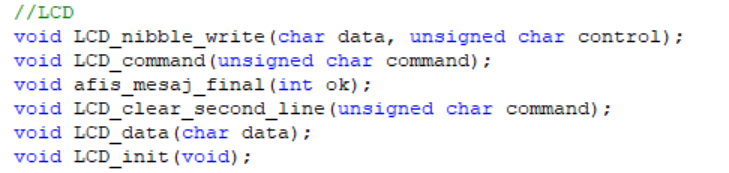 //LCD
void LCD_nibble_write(char data, unsigned char control);
void LCD_command(unsigned char command);
void afis_mesaj_final(int ok);
void LCD_clear_second_line(unsigned char command);
void LCD_data(char data);
void LCD_init(void);